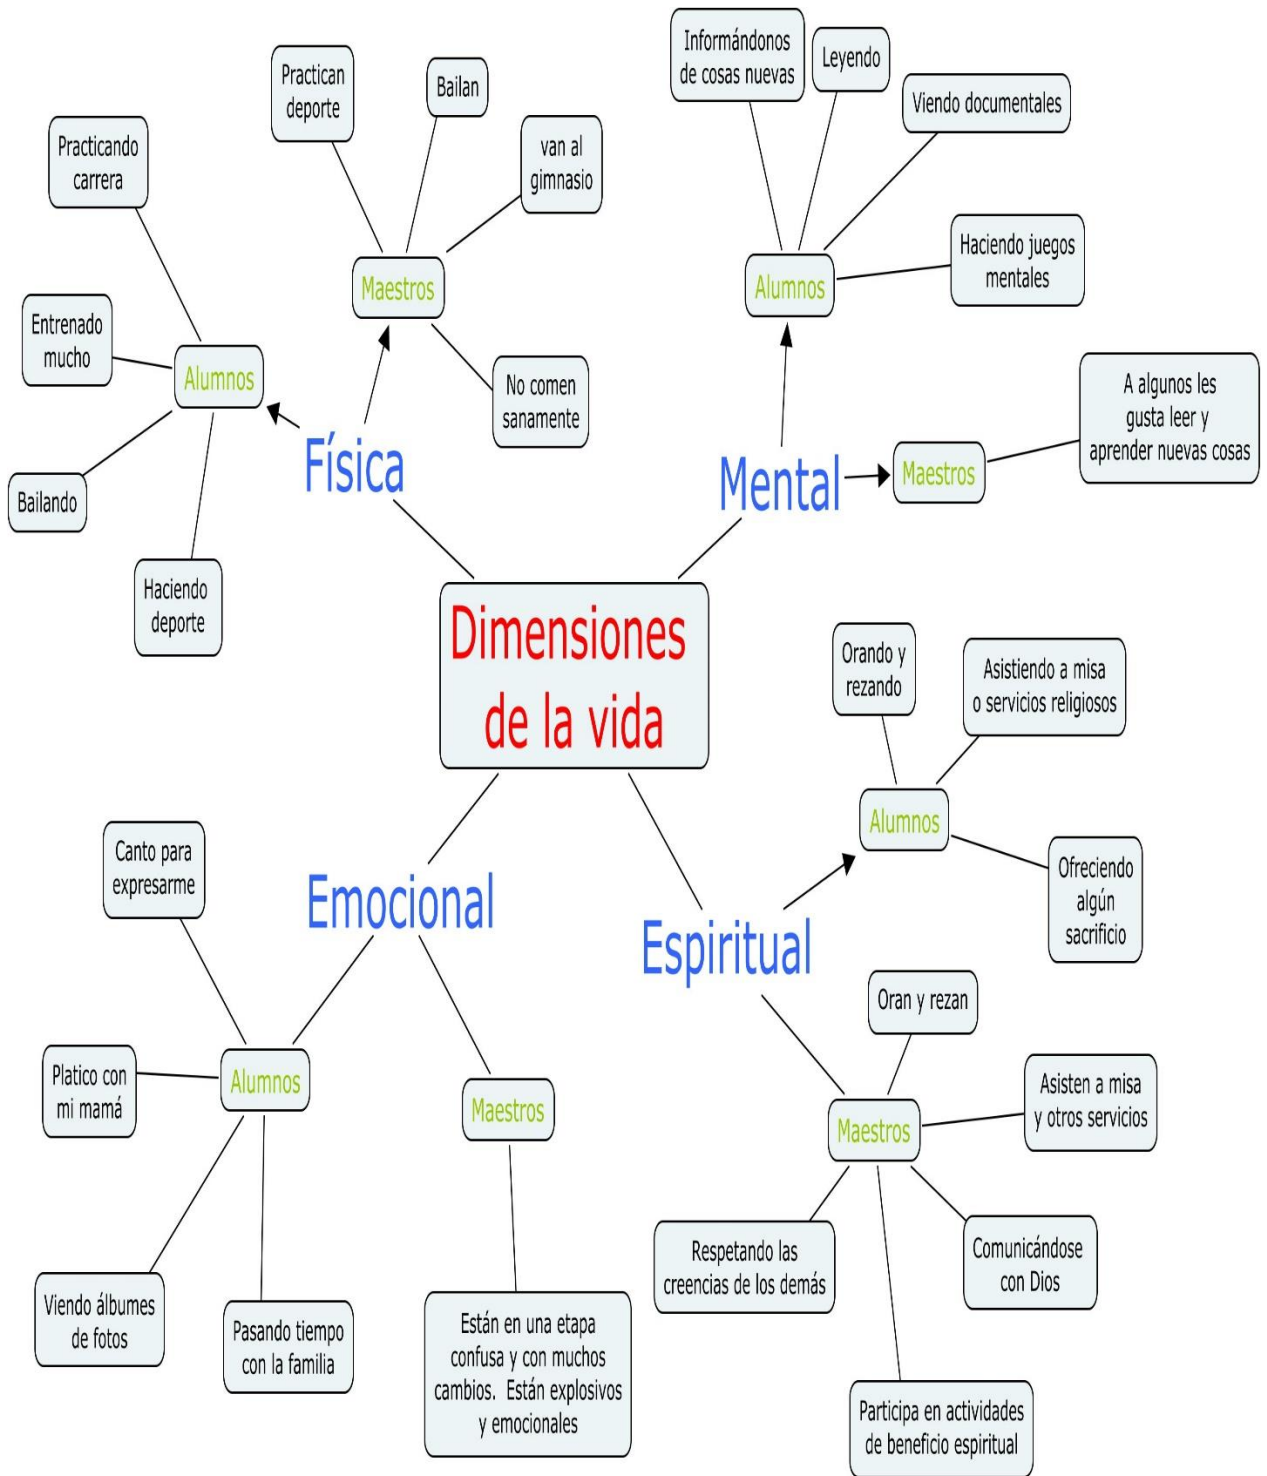 Dimensiones
de la vida
Física
Alumnos
Practicando
carrera
Entrenado
mucho
Bailando
Haciendo
deporte
Maestros
Practican
deporte
Bailan
van al
gimnasio
No comen
sanamente
Mental
Alumnos
Informándonos
de cosas nuevas
Leyendo
Viendo documentales
Haciendo juegos
mentales
Maestros
A algunos les
gusta leer y
aprender nuevas cosas
Emocional
Alumnos
Canto para
expresarme
Platico con
mi mamá
Viendo álbumes
de fotos
Pasando tiempo
con la familia
Maestros
Están en una etapa
confusa y con muchos
cambios. Están explosivos
y emocionales
Espiritual
Alumnos
Orando y
rezando
Asistiendo a misa
o servicios religiosos
Ofreciendo
algún
sacrificio
Maestros
Oran y rezan
Asisten a misa
y otros servicios
Comunicándose
con Dios
Participa en actividades
de beneficio espiritual
Respetando las
creencias de los demás